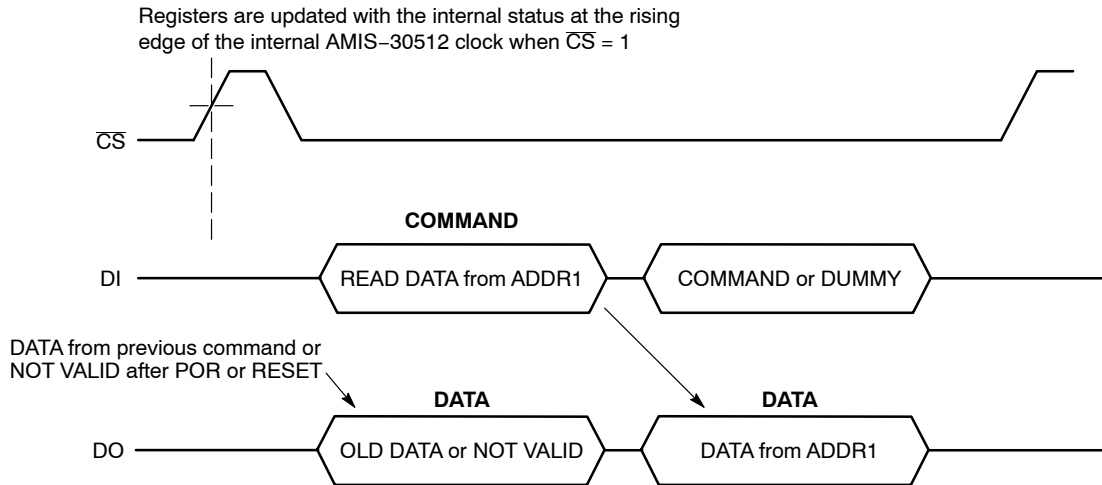 Registers are updated with the internal status at the rising
edge of the internal AMIS−30512 clock when C̅S̅ = 1
C̅S̅
COMMAND
DI
READ DATA from ADDR1
COMMAND or DUMMY
DATA from previous command or
NOT VALID after POR or RESET
DATA
DATA
DO
OLD DATA or NOT VALID
DATA from ADDR1